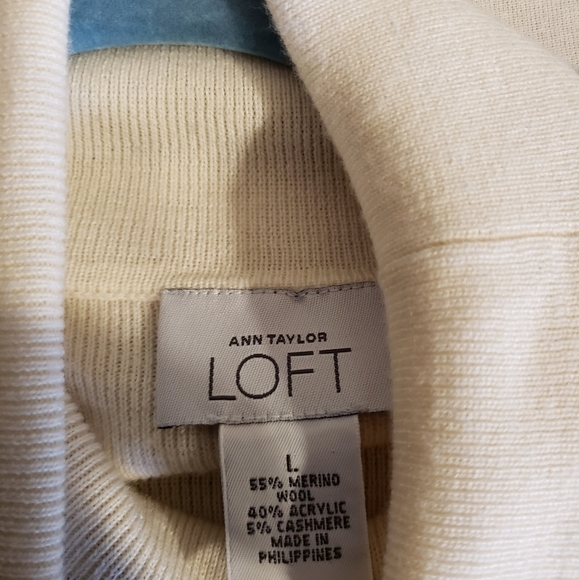 ANN TAYLOR
LOFT
L
55% MERINO
WOOL
40% ACRYLIC
5% CASHMERE
MADE IN
PHILIPPINES